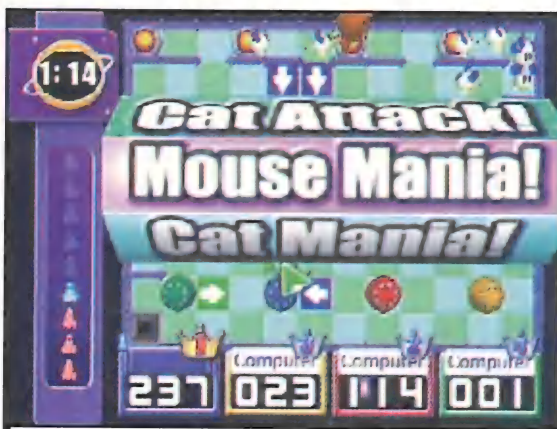 1:14
Cat Attack!
Mouse Mania!
Cat Mania!
Computer Computer Computer
237 023 114 001